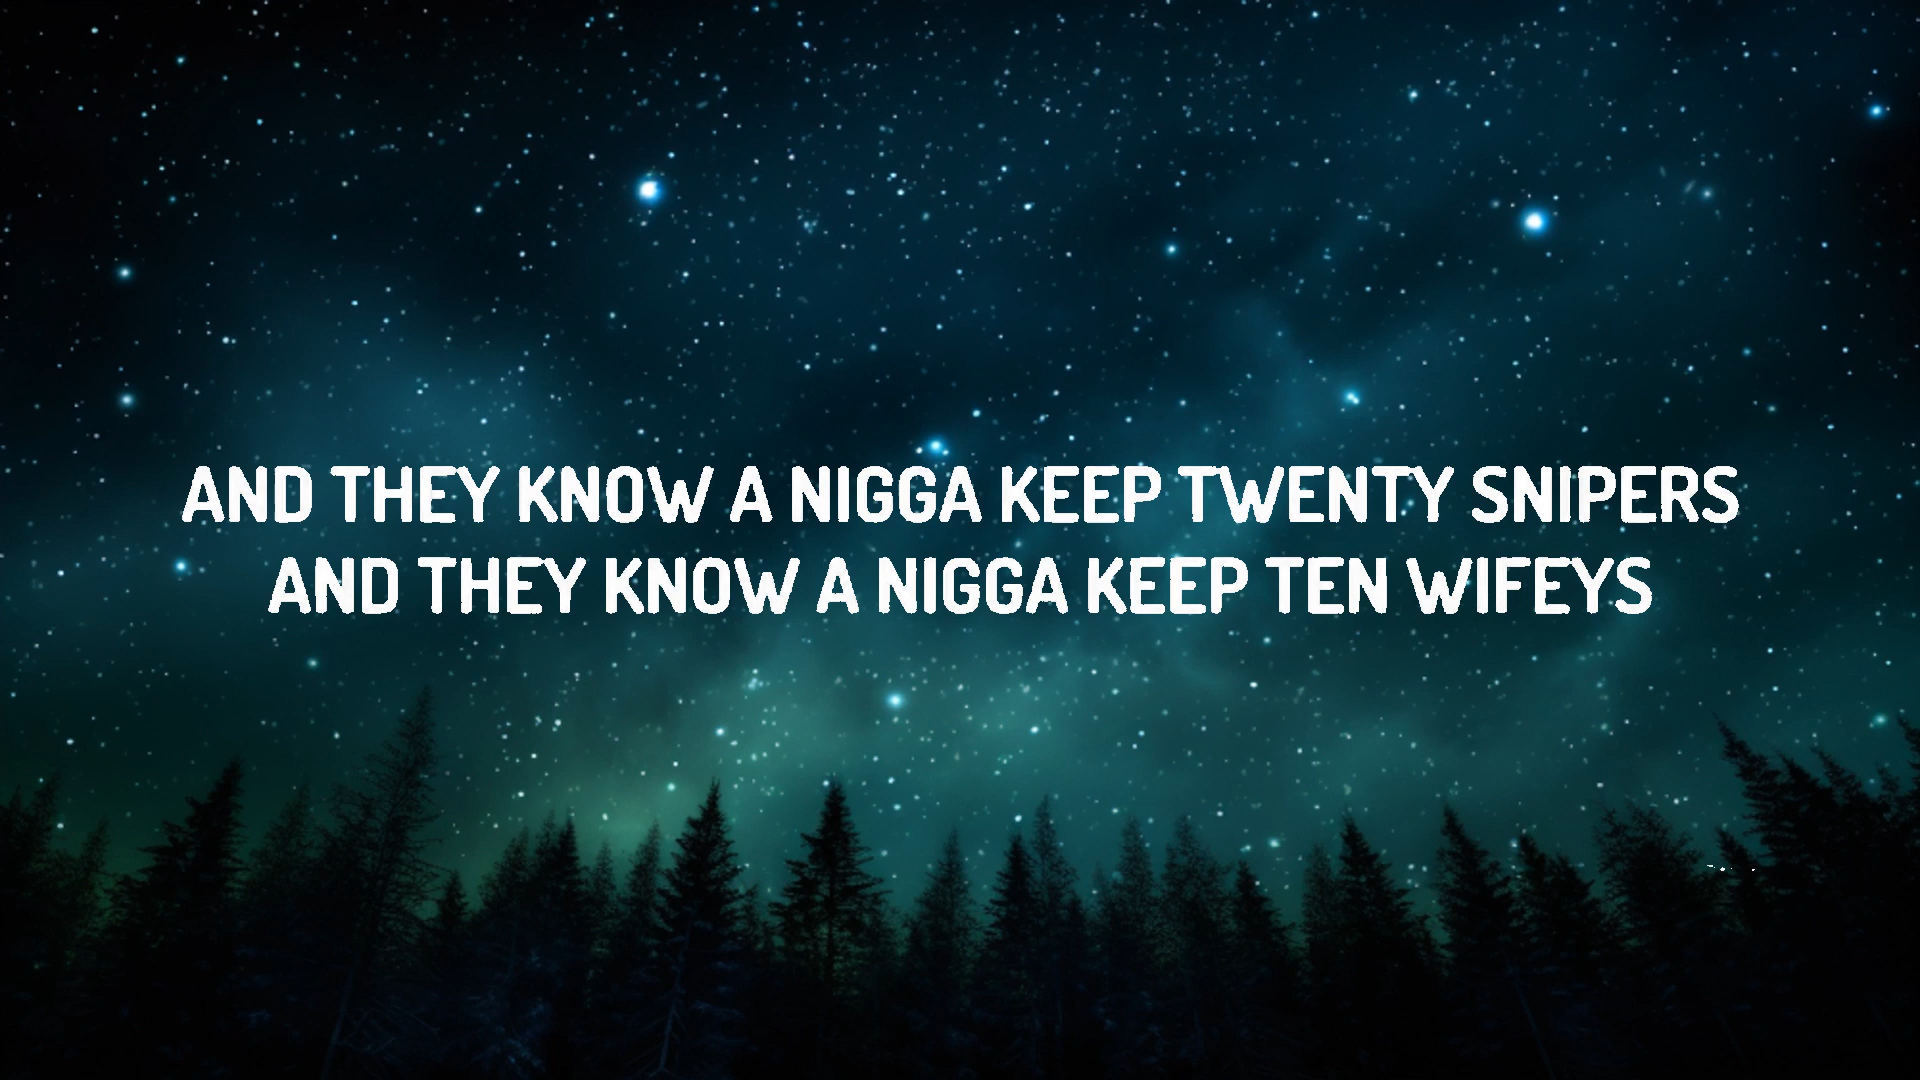 AND THEY KNOW A NIGGA KEEP TWENTY SNIPERS
AND THEY KNOW A NIGGA KEEP TEN WIFEYS